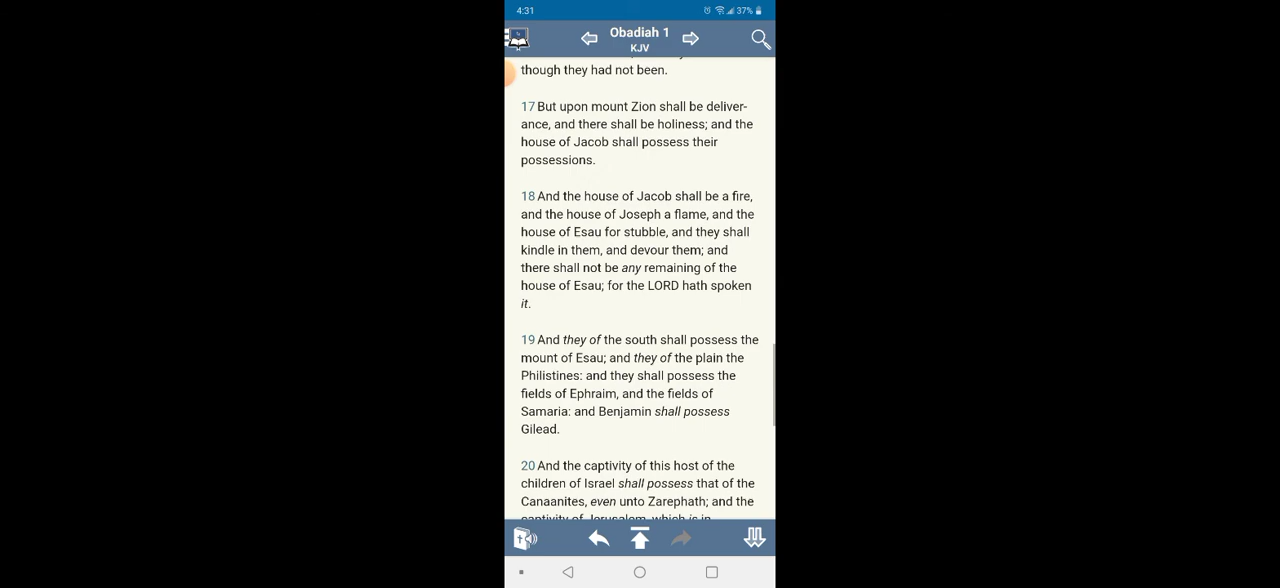 4:31
37%
Obadiah 1
KJV
though they had not been.
17 But upon mount Zion shall be deliver-
ance, and there shall be holiness; and the
house of Jacob shall possess their
possessions.
18 And the house of Jacob shall be a fire,
and the house of Joseph a flame, and the
house of Esau for stubble, and they shall
kindle in them, and devour them; and
there shall not be any remaining of the
house of Esau; for the LORD hath spoken
it.
19 And they of the south shall possess the
mount of Esau; and they of the plain the
Philistines: and they shall possess the
fields of Ephraim, and the fields of
Samaria: and Benjamin shall possess
Gilead.
20 And the captivity of this host of the
children of Israel shall possess that of the
Canaanites, even unto Zarephath; and the
captivity of Jerusalem, which is in